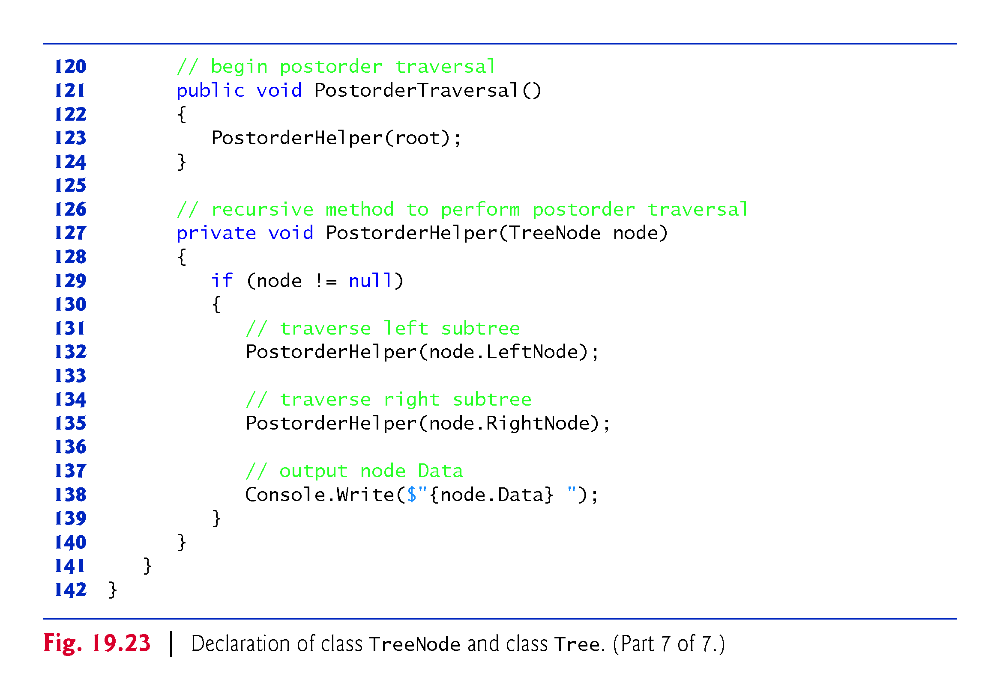 120 // begin postorder traversal
121 public void PostorderTraversal()
122 {
123 PostorderHelper(root);
124 }
125
126 // recursive method to perform postorder traversal
127 private void PostorderHelper(TreeNode node)
128 {
129 if (node != null)
130 {
131 // traverse left subtree
132 PostorderHelper(node.LeftNode);
133
134 // traverse right subtree
135 PostorderHelper(node.RightNode);
136
137 // output node Data
138 Console.Write($"{node.Data} ");
139 }
140 }
141 }
142 }
Fig. 19.23 | Declaration of class TreeNode and class Tree. (Part 7 of 7.)